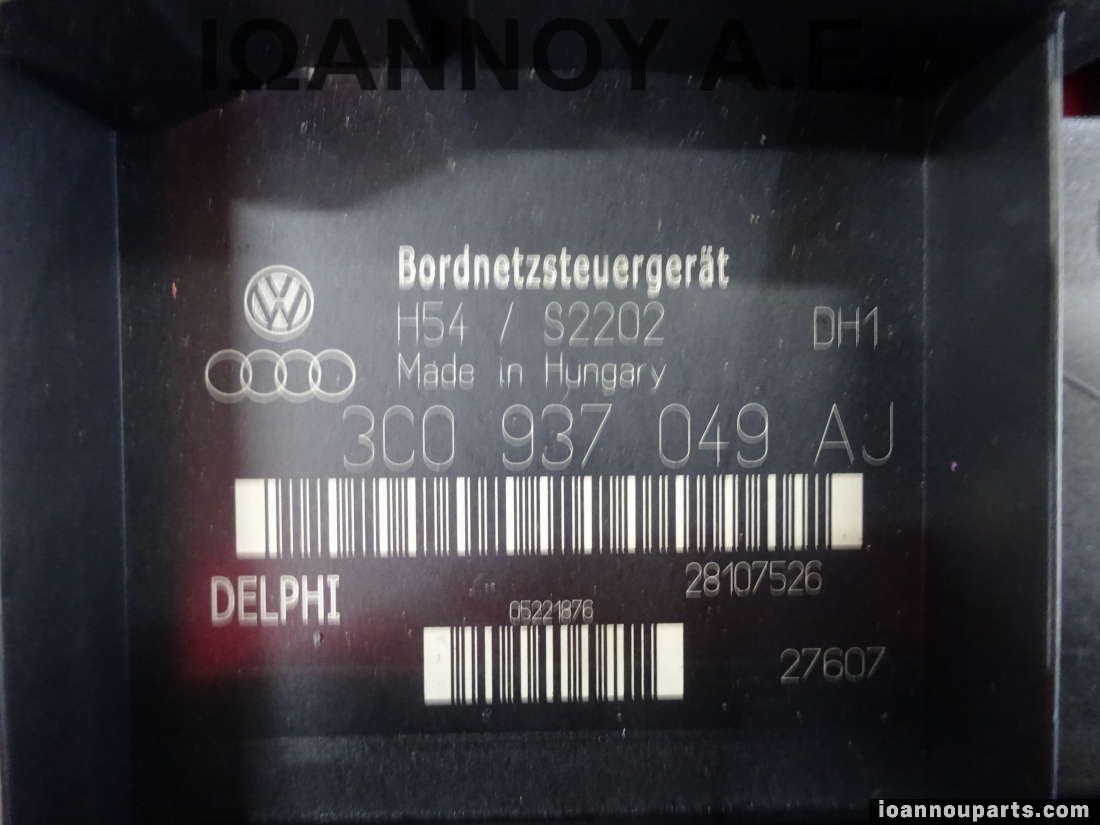 ΙΩΑΝΝΟΥ Α.Ε.
Bordnetzsteuergerät
H54 / S2202 DH1
Made in Hungary
3C0 937 049 AJ
DELPHI 28107526
05221876
27607
ioannouparts.com